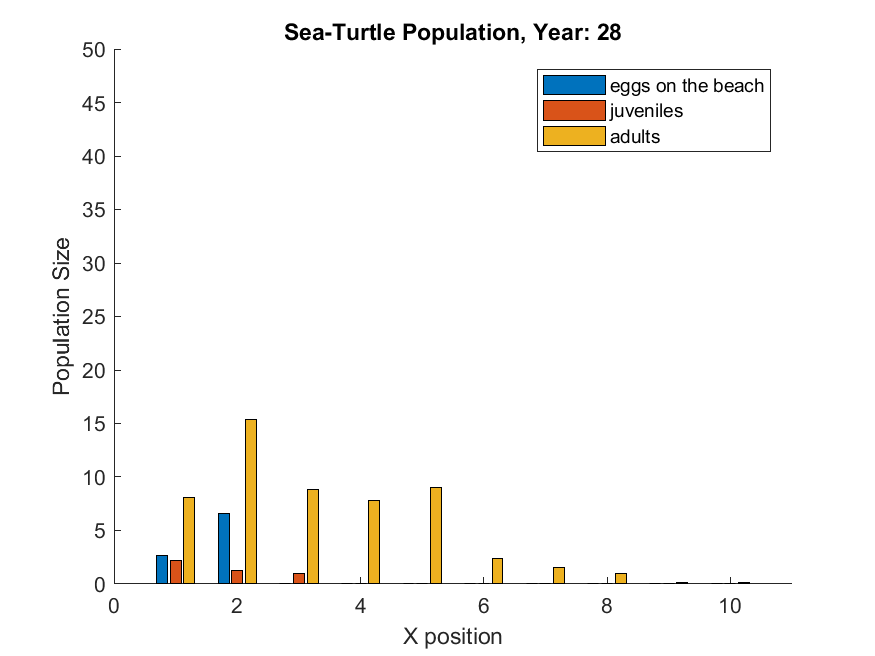 Sea-Turtle Population, Year: 28
eggs on the beach
juveniles
adults
Population Size
50
45
40
35
30
25
20
15
10
5
0
0 2 4 6 8 10
X position